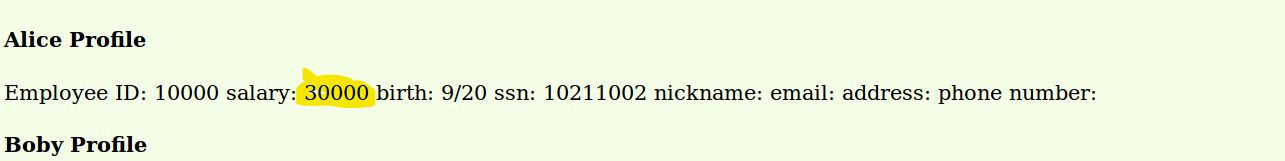 Alice Profile
Employee ID: 10000 salary: 30000 birth: 9/20 ssn: 10211002 nickname: email: address: phone number:
Boby Profile